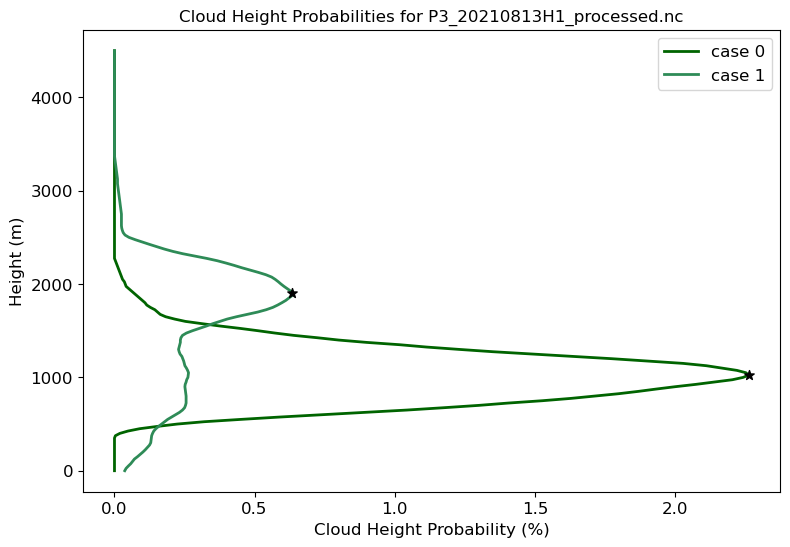 Cloud Height Probabilities for P3_20210813H1_processed.nc
case 0
case 1
Height (m)
4000
3000
2000
1000
0
0.0 0.5 1.0 1.5 2.0
Cloud Height Probability (%)